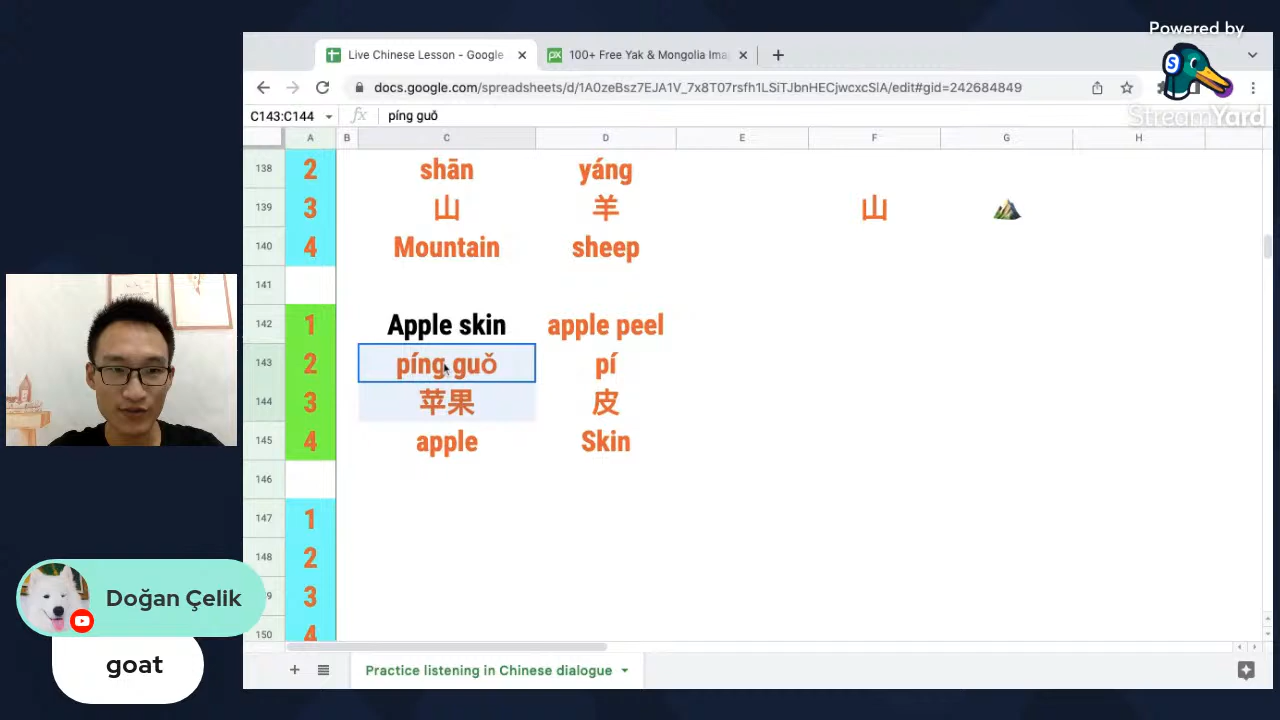 Powered by
StreamYard
Live Chinese Lesson - Google
100+ Free Yak & Mongolia Ima
docs.google.com/spreadsheets/d/1A0zeBsz7EJA1V_7x8T07rsfh1LSiTJbnHECjwcxcSlA/edit#gid=242684849
C143:C144 fx píng guǒ
A B C D E F G H
138 2 shān yáng
139 3 山 羊 山
140 4 Mountain sheep
141
142 1 Apple skin apple peel
143 2 píng guǒ pí
144 3 苹果 皮
145 4 apple Skin
146
147 1
148 2
3
150 4
Practice listening in Chinese dialogue
Doğan Çelik
goat